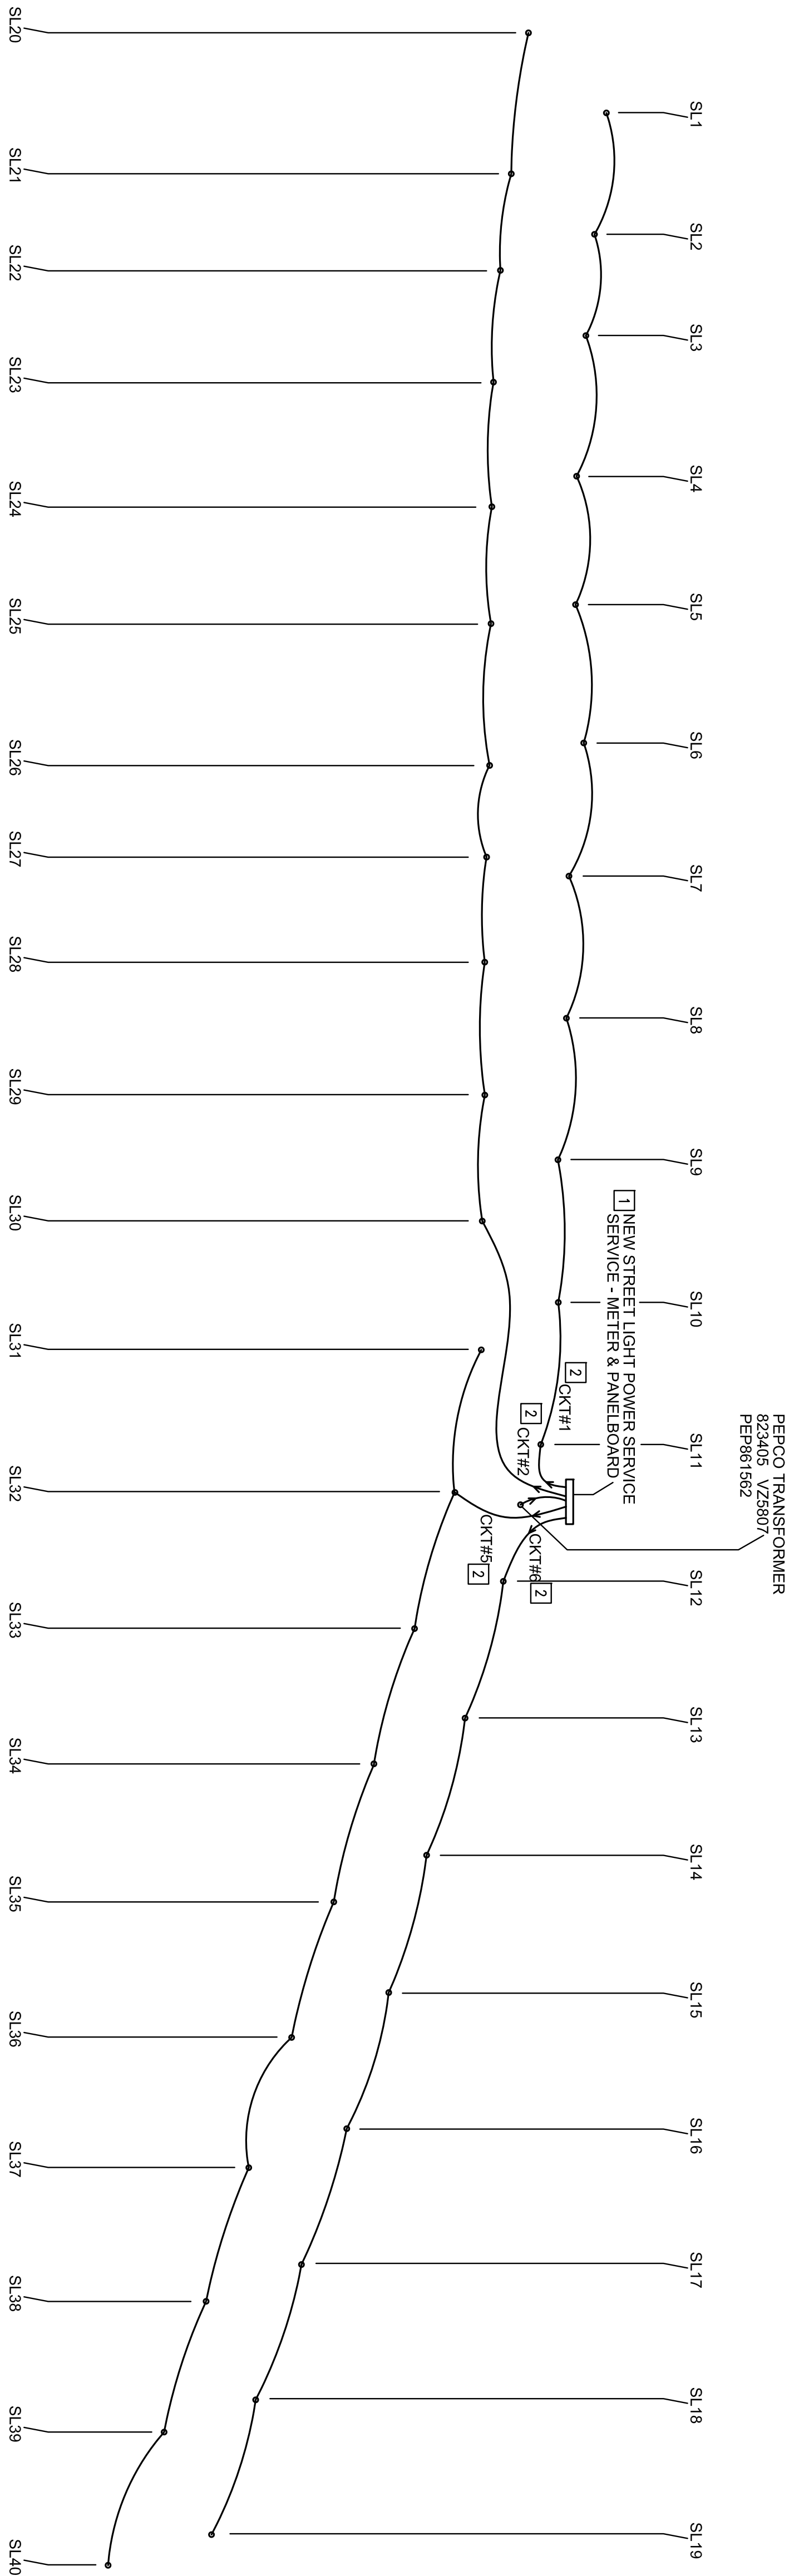 PEPCO TRANSFORMER
823405 VZ5807
PEP861562
SL1
SL2
SL3
SL4
SL5
SL6
SL7
SL8
SL9
SL10
SL11
SL12
SL13
SL14
SL15
SL16
SL17
SL18
SL19
1 NEW STREET LIGHT POWER SERVICE
SERVICE - METER & PANELBOARD
2 CKT#1
2 CKT#2
CKT#6 2
CKT#5 2
SL20
SL21
SL22
SL23
SL24
SL25
SL26
SL27
SL28
SL29
SL30
SL31
SL32
SL33
SL34
SL35
SL36
SL37
SL38
SL39
SL40